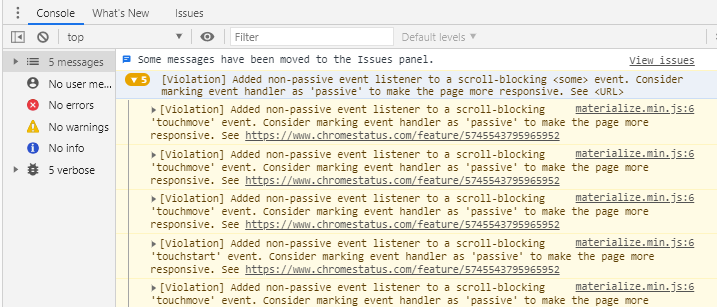 Console What's New Issues
top Filter Default levels
5 messages
No user me...
No errors
No warnings
No info
5 verbose
Some messages have been moved to the Issues panel. View issues
5 [Violation] Added non-passive event listener to a scroll-blocking <some> event. Consider
marking event handler as 'passive' to make the page more responsive. See <URL>
[Violation] Added non-passive event listener to a scroll-blocking materialize.min.js:6
'touchmove' event. Consider marking event handler as 'passive' to make the page more
responsive. See https://www.chromestatus.com/feature/5745543795965952
[Violation] Added non-passive event listener to a scroll-blocking materialize.min.js:6
'touchmove' event. Consider marking event handler as 'passive' to make the page more
responsive. See https://www.chromestatus.com/feature/5745543795965952
[Violation] Added non-passive event listener to a scroll-blocking materialize.min.js:6
'touchmove' event. Consider marking event handler as 'passive' to make the page more
responsive. See https://www.chromestatus.com/feature/5745543795965952
[Violation] Added non-passive event listener to a scroll-blocking materialize.min.js:6
'touchstart' event. Consider marking event handler as 'passive' to make the page more
responsive. See https://www.chromestatus.com/feature/5745543795965952
[Violation] Added non-passive event listener to a scroll-blocking materialize.min.js:6
'touchmove' event. Consider marking event handler as 'passive' to make the page more